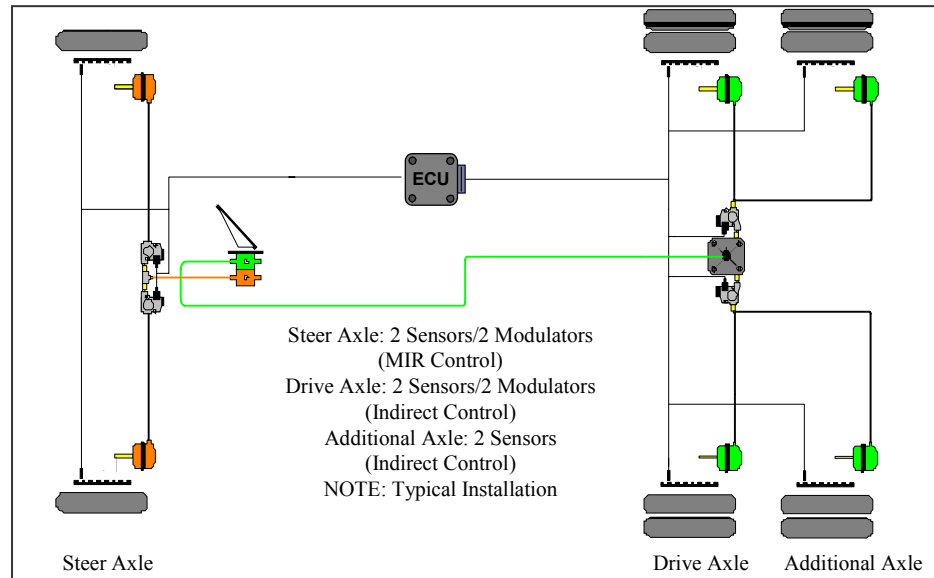 ECU
Steer Axle: 2 Sensors/2 Modulators
(MIR Control)
Drive Axle: 2 Sensors/2 Modulators
(Indirect Control)
Additional Axle: 2 Sensors
(Indirect Control)
NOTE: Typical Installation
Steer Axle
Drive Axle
Additional Axle